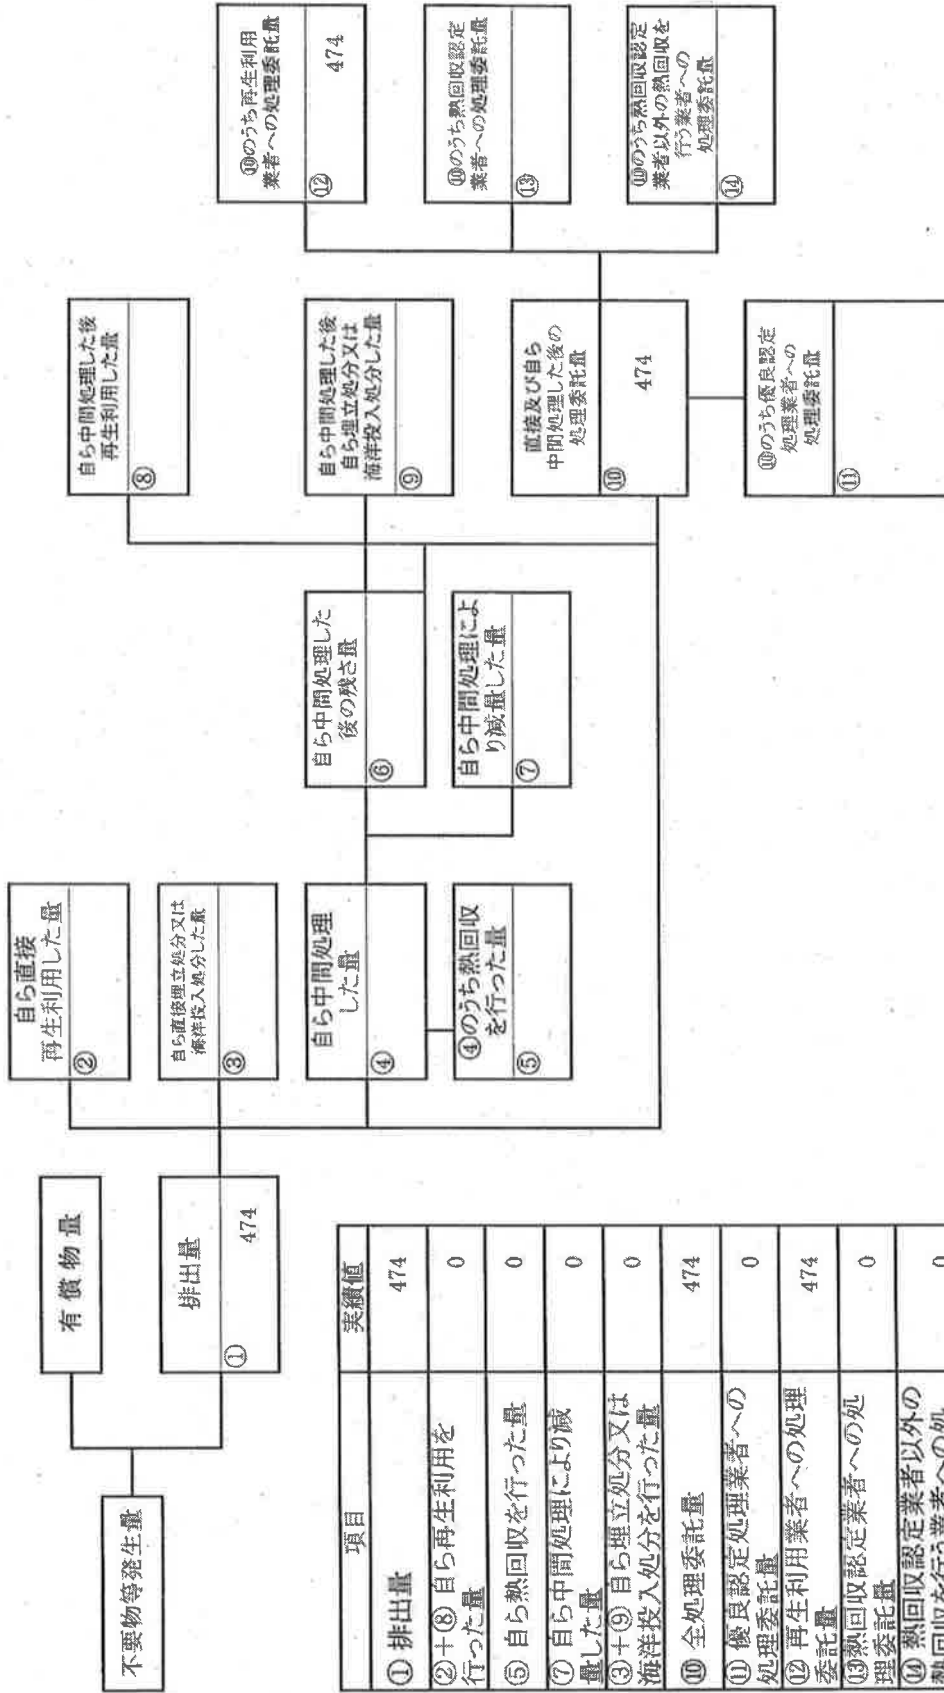 不要物等発生量
有償物量
排出量
①
474
自ら直接
再生利用した量
②
自ら直接埋立処分又は
海洋投入処分した量
③
自ら中間処理
した量
④
④のうち熱回収
を行った量
⑤
自ら中間処理した
後の残さ量
⑥
自ら中間処理によ
り減量した量
⑦
自ら中間処理した後
再生利用した量
⑧
自ら中間処理した後
自ら埋立処分又は
海洋投入処分した量
⑨
直接及び自ら
中間処理した後の
処理委託量
⑩
474
⑩のうち優良認定
処理業者への
処理委託量
⑪
⑩のうち再生利用
業者への処理委託量
⑫
474
⑩のうち熱回収認定
業者への処理委託量
⑬
⑩のうち熱回収認定
業者以外の熱回収を
行う業者への
処理委託量
⑭
項目
実績値
① 排出量
474
②+⑧ 自ら再生利用を
行った量
0
⑤ 自ら熱回収を行った量
0
⑦ 自ら中間処理により減
量した量
0
③+⑨ 自ら埋立処分又は
海洋投入処分を行った量
0
⑩ 全処理委託量
474
⑪ 優良認定処理業者への
処理委託量
0
⑫ 再生利用業者への処理
委託量
474
⑬熱回収認定業者への処
理委託量
0
⑭ 熱回収認定業者以外の
熱回収を行う業者への処
0